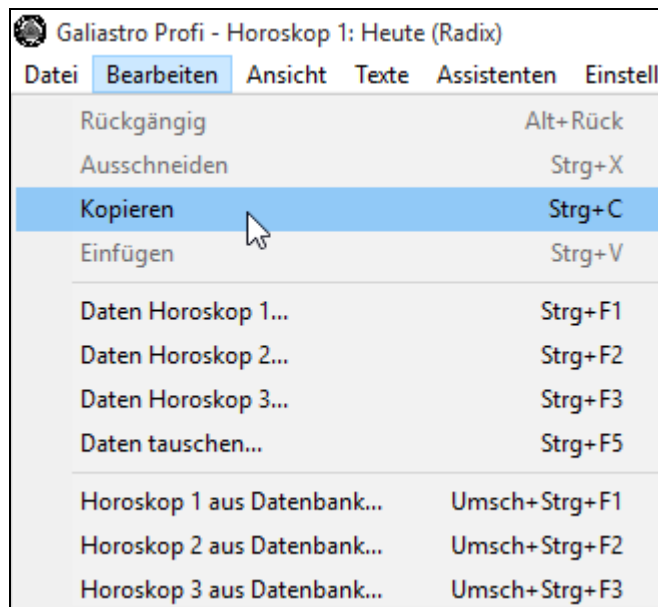 Galiastro Profi - Horoskop 1: Heute (Radix)
Datei Bearbeiten Ansicht Texte Assistenten Einstell
Rückgängig Alt+Rück
Ausschneiden Strg+X
Kopieren Strg+C
Einfügen Strg+V
Daten Horoskop 1... Strg+F1
Daten Horoskop 2... Strg+F2
Daten Horoskop 3... Strg+F3
Daten tauschen... Strg+F5
Horoskop 1 aus Datenbank... Umsch+Strg+F1
Horoskop 2 aus Datenbank... Umsch+Strg+F2
Horoskop 3 aus Datenbank... Umsch+Strg+F3